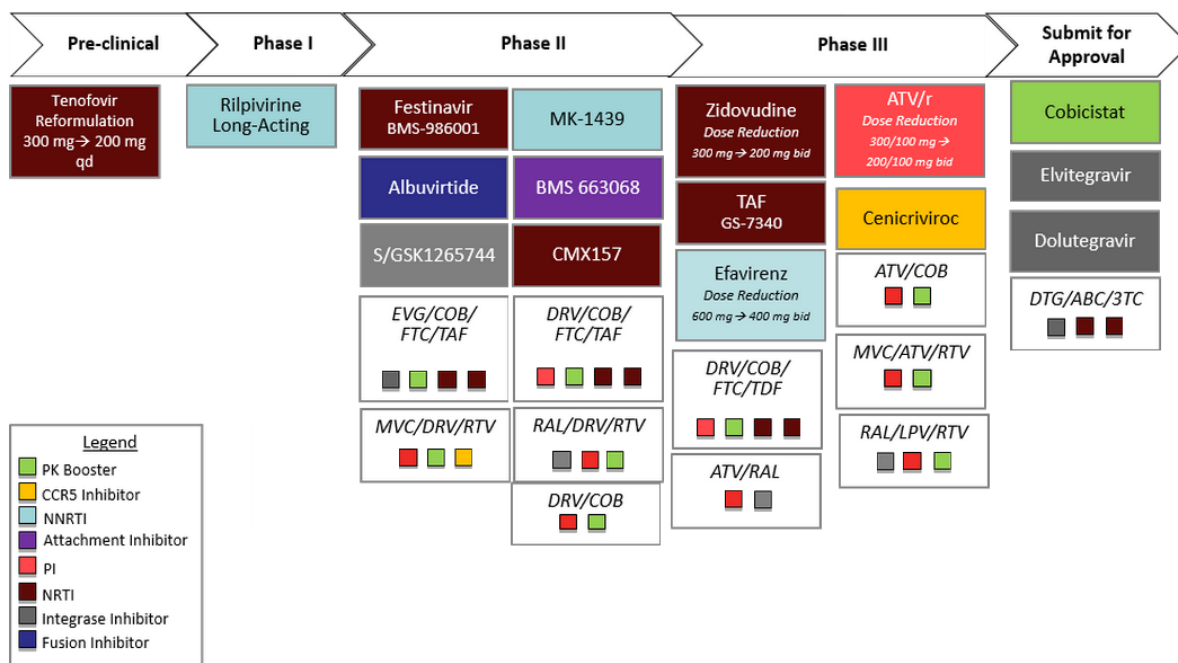 Pre-clinical
Phase I
Phase II
Phase III
Submit for
Approval
Tenofovir
Reformulation
300 mg→ 200 mg
qd
Rilpivirine
Long-Acting
Festinavir
BMS-986001
MK-1439
Albuvirtide
BMS 663068
S/GSK1265744
CMX157
EVG/COB/
FTC/TAF
DRV/COB/
FTC/TAF
MVC/DRV/RTV
RAL/DRV/RTV
DRV/COB
Zidovudine
Dose Reduction
300 mg → 200 mg bid
ATV/r
Dose Reduction
300/100 mg →
200/100 mg bid
TAF
GS-7340
Cenicriviroc
Efavirenz
Dose Reduction
600 mg → 400 mg bid
ATV/COB
DRV/COB/
FTC/TDF
MVC/ATV/RTV
ATV/RAL
RAL/LPV/RTV
Cobicistat
Elvitegravir
Dolutegravir
DTG/ABC/3TC
Legend
PK Booster
CCR5 Inhibitor
NNRTI
Attachment Inhibitor
PI
NRTI
Integrase Inhibitor
Fusion Inhibitor